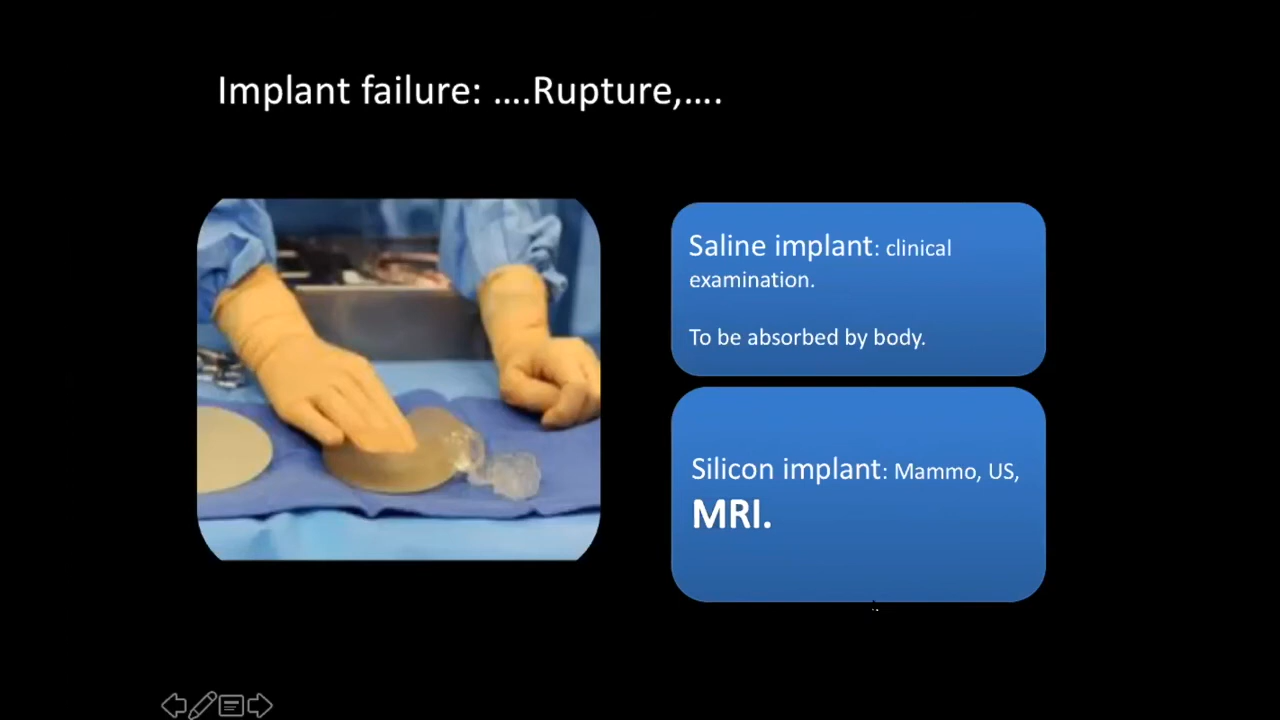 Implant failure: ....Rupture,....
Saline implant: clinical
examination.
To be absorbed by body.
Silicon implant: Mammo, US,
MRI.